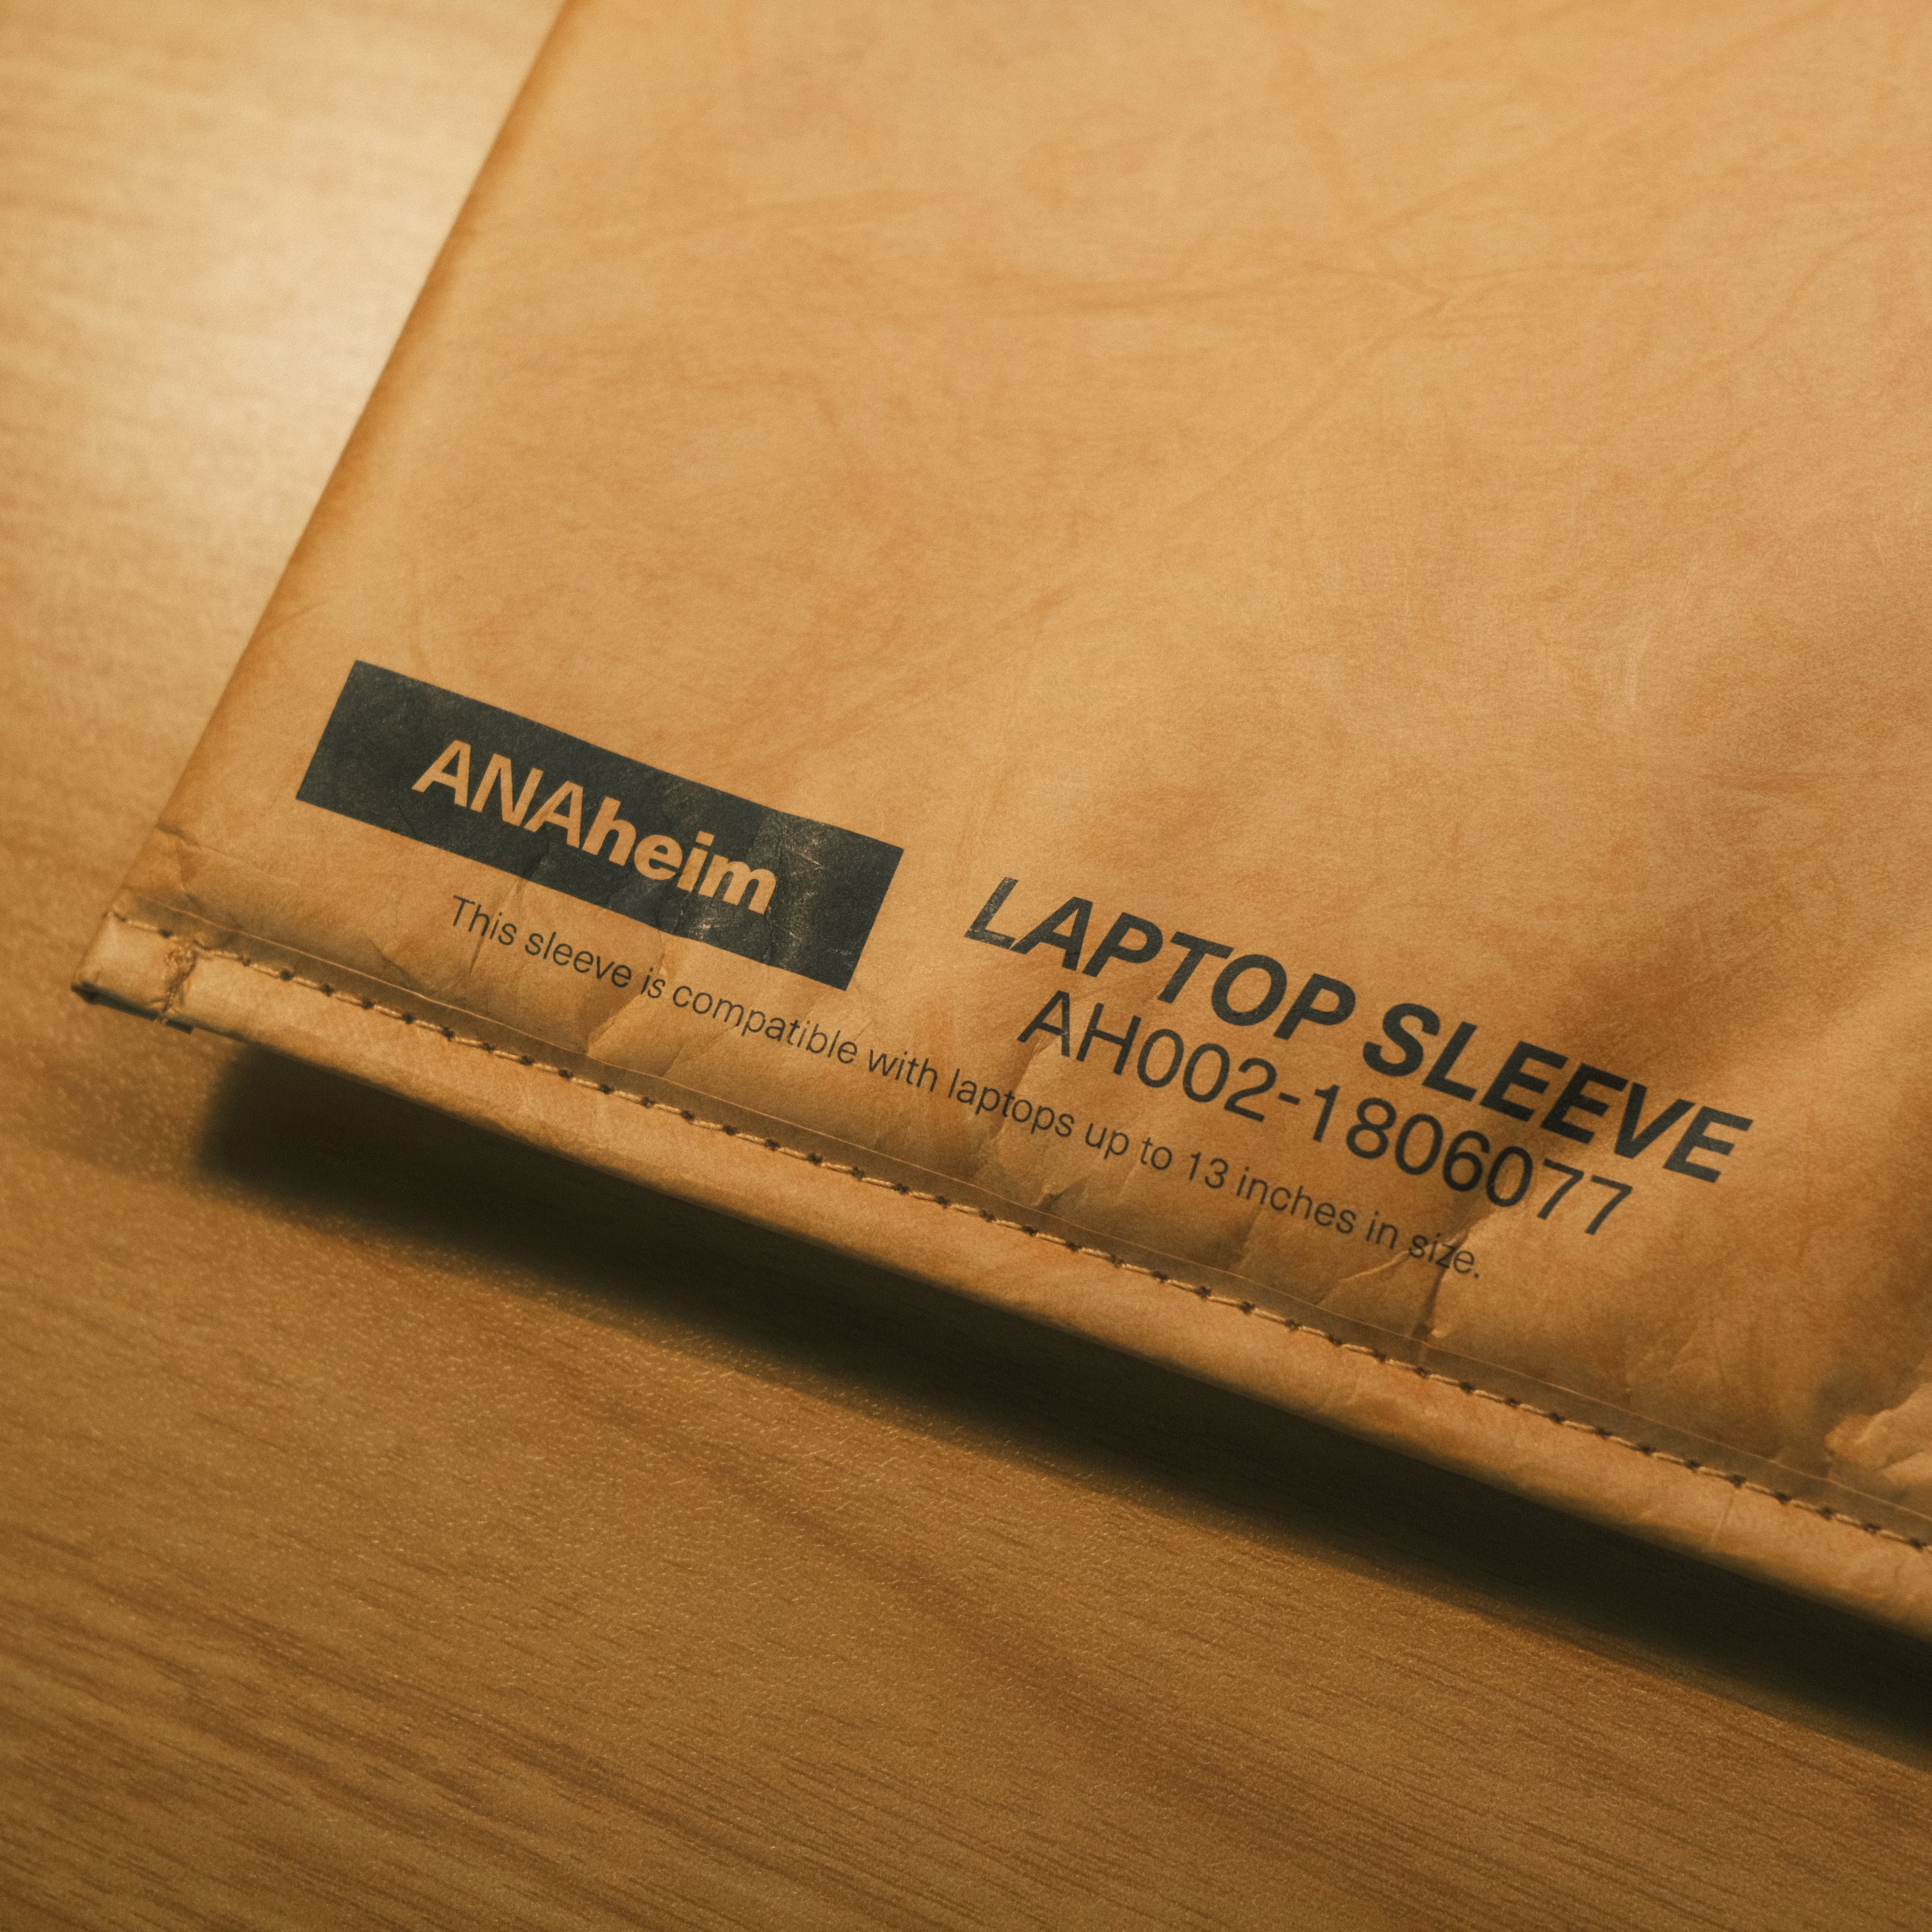 ANAheim
LAPTOP SLEEVE
AH002-1806077
This sleeve is compatible with laptops up to 13 inches in size.